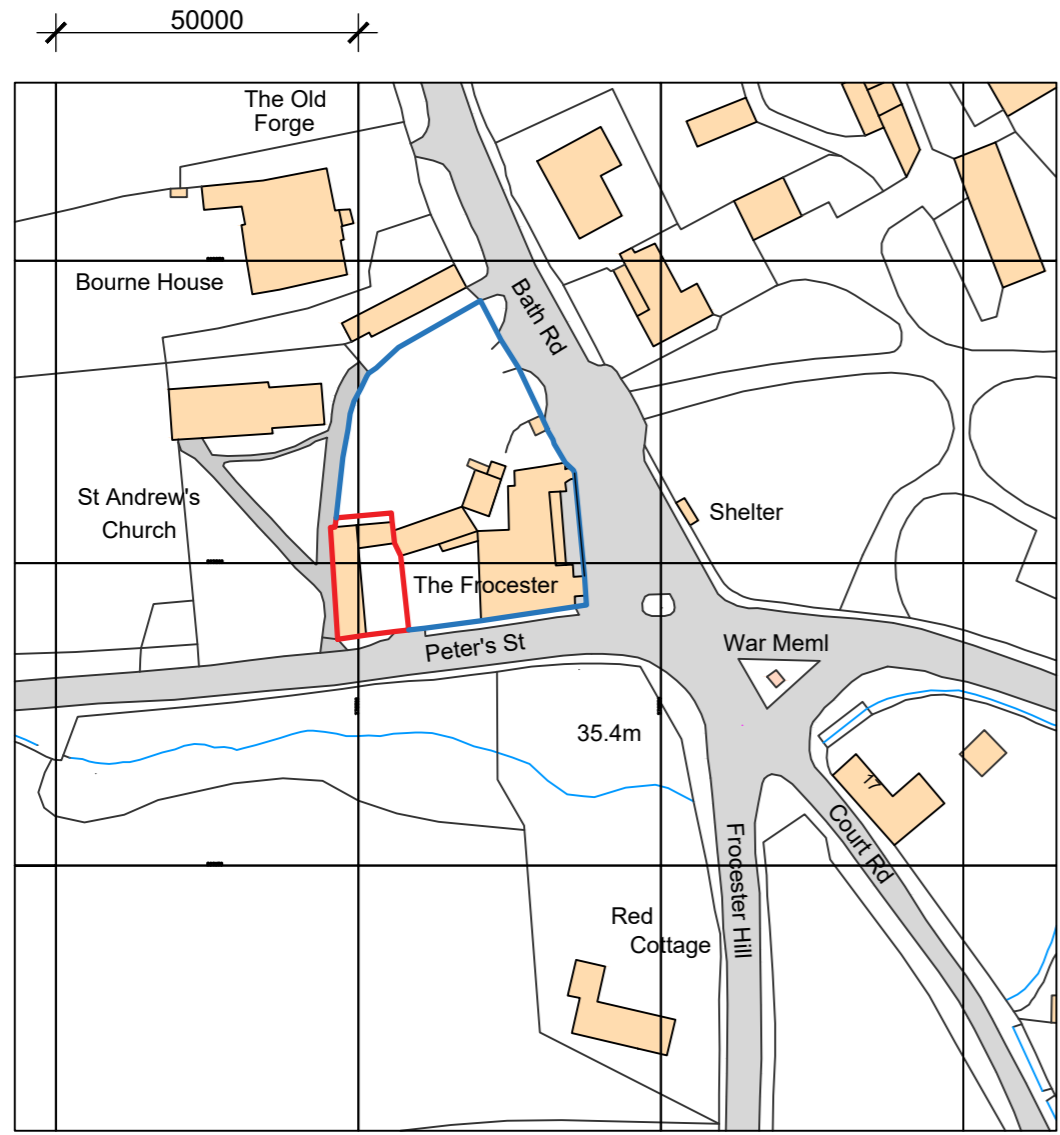 50000
The Old
Forge
Bourne House
Bath Rd
St Andrew's
Church
Shelter
The Frocester
Peter's St
War Meml
35.4m
17
Court Rd
Frocester Hill
Red
Cottage